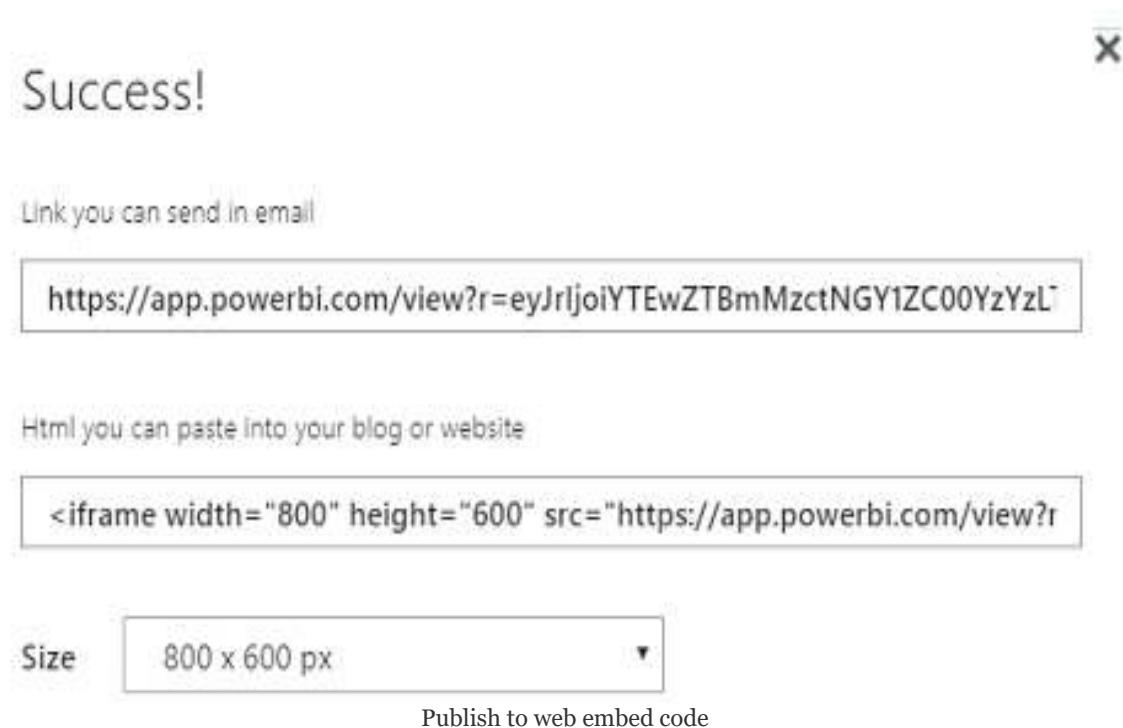 Success!
Link you can send in email
https://app.powerbi.com/view?r=eyJrIjoiYTEwZTBmMzctNGY1ZC00YzYzL
Html you can paste into your blog or website
<iframe width="800" height="600" src="https://app.powerbi.com/view?r
Size 800 x 600 px
Publish to web embed code